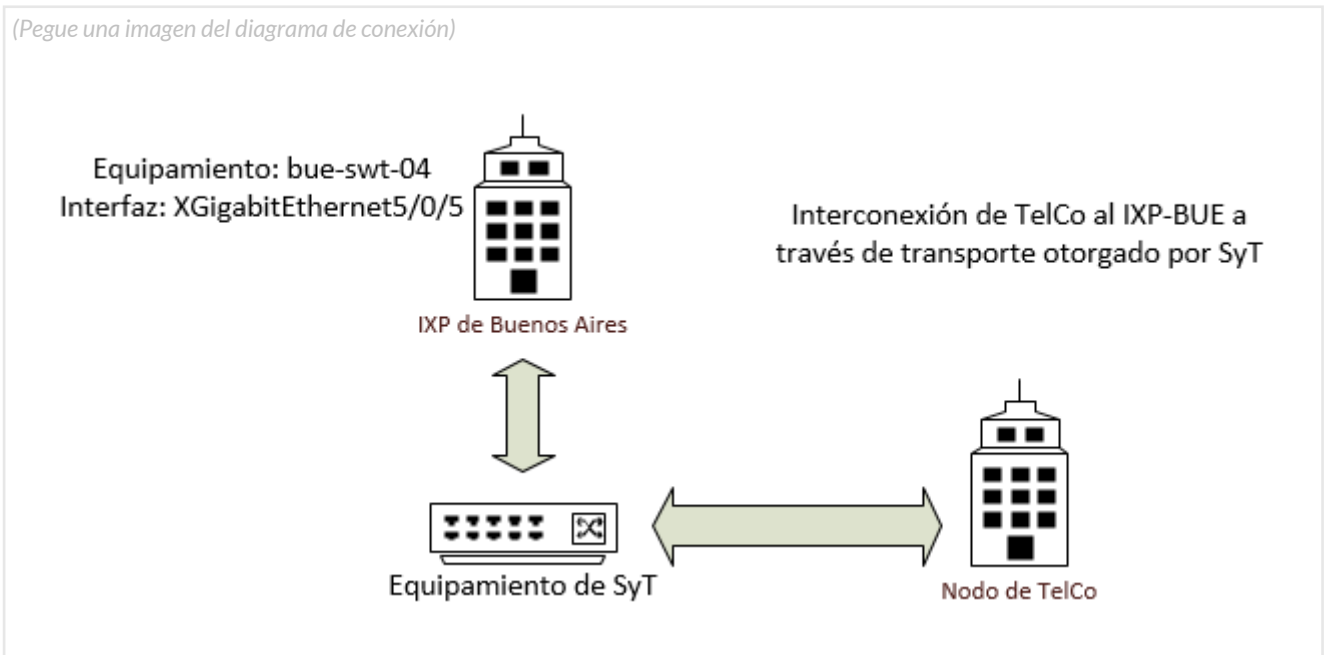 (Pegue una imagen del diagrama de conexión)
Equipamiento: bue-swt-04
Interfaz: XGigabitEthernet5/0/5
Interconexión de TelCo al IXP-BUE a
través de transporte otorgado por SyT
IXP de Buenos Aires
Equipamiento de SyT
Nodo de TelCo